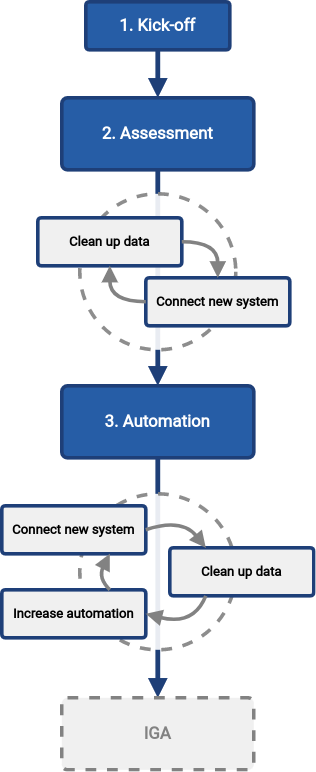 1. Kick-off
2. Assessment
Clean up data
Connect new system
3. Automation
Connect new system
Clean up data
Increase automation
IGA